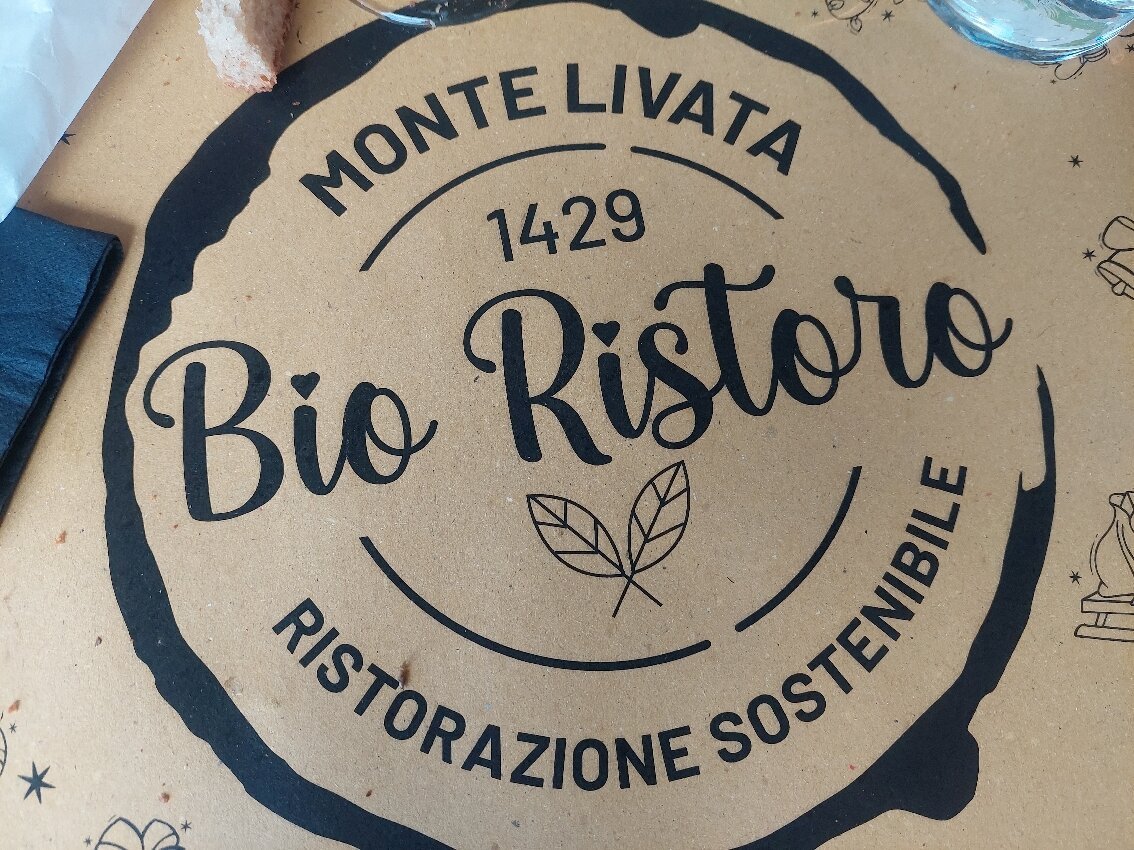 MONTE LIVATA
1429
Bio Ristoro
RISTORAZIONE SOSTENIBILE